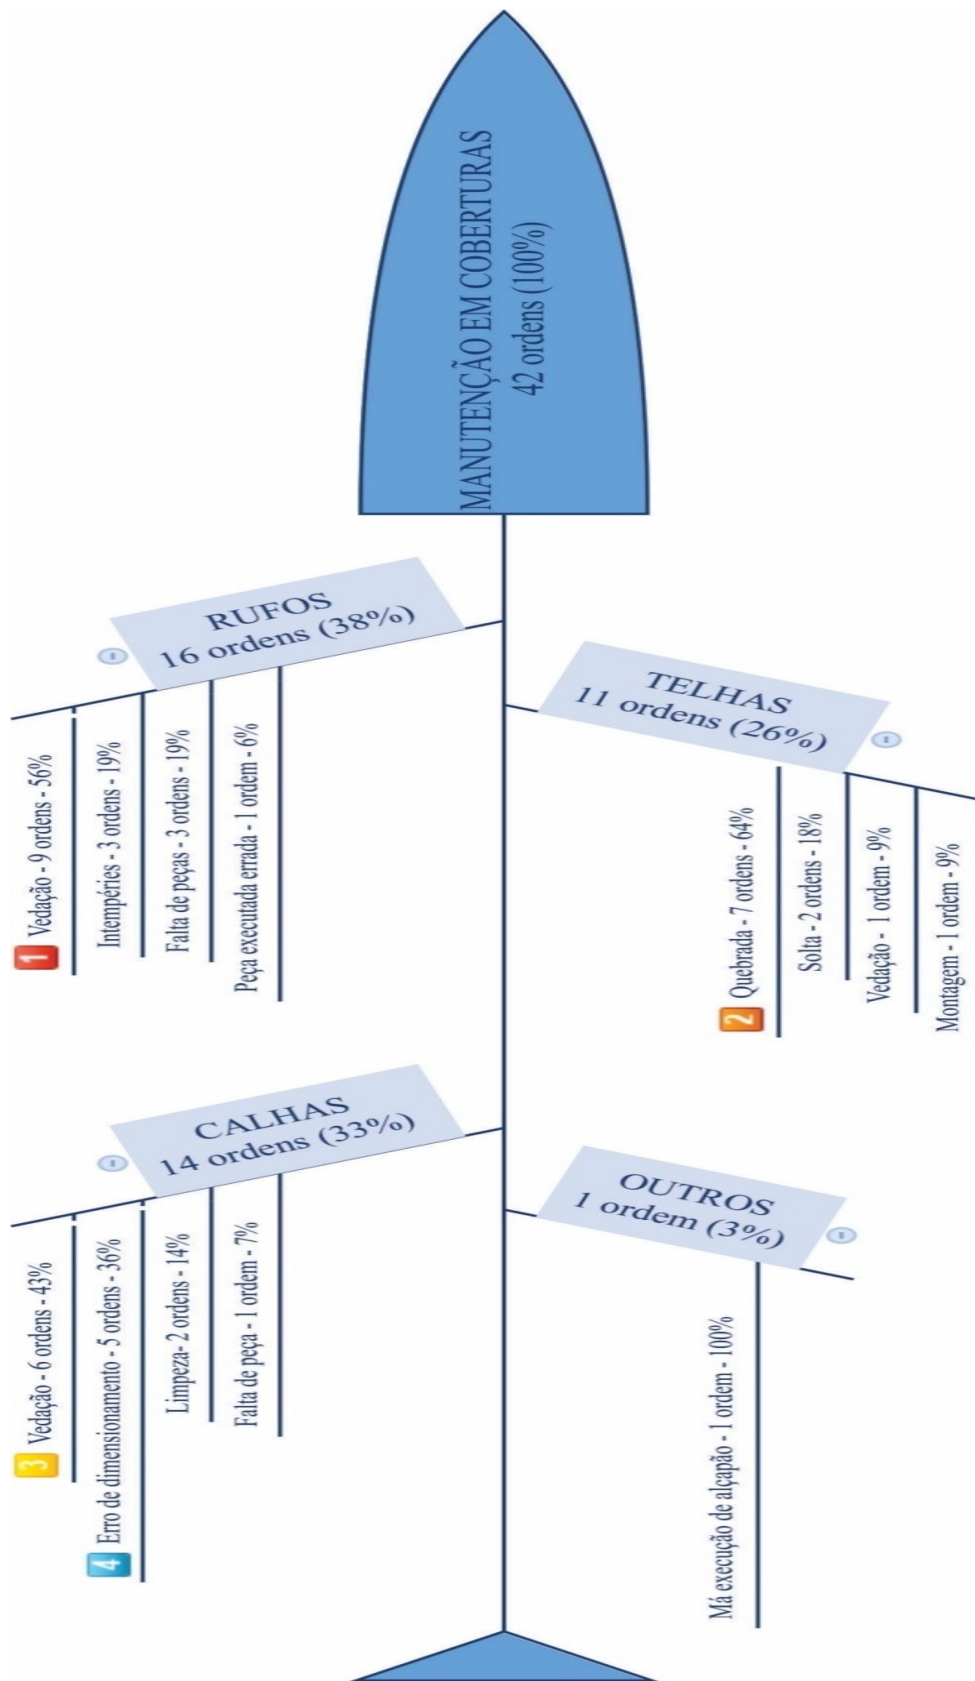 MANUTENÇÃO EM COBERTURAS
42 ordens (100%)
CALHAS
14 ordens (33%)
3 Vedação - 6 ordens - 43%
4 Erro de dimensionamento - 5 ordens - 36%
Limpeza- 2 ordens - 14%
Falta de peça - 1 ordem - 7%
RUFOS
16 ordens (38%)
1 Vedação - 9 ordens - 56%
Intempéries - 3 ordens - 19%
Falta de peças - 3 ordens - 19%
Peça executada errada - 1 ordem - 6%
OUTROS
1 ordem (3%)
Má execução de alçapão - 1 ordem - 100%
TELHAS
11 ordens (26%)
2 Quebrada - 7 ordens - 64%
Solta - 2 ordens - 18%
Vedação - 1 ordem - 9%
Montagem - 1 ordem - 9%